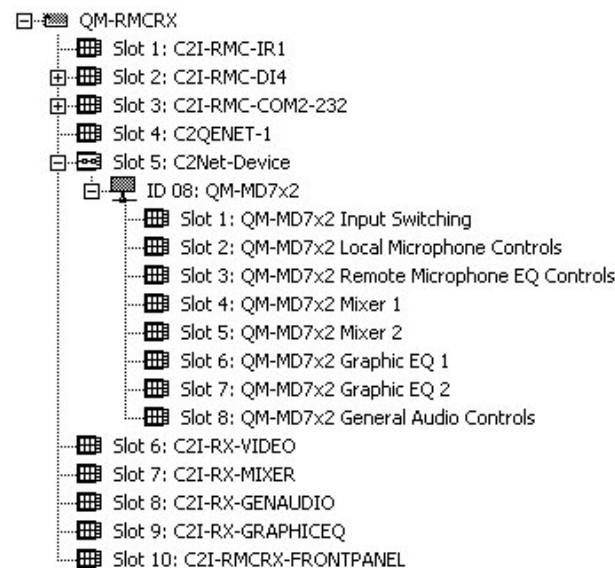 QM-RMCRX
Slot 1: C2I-RMC-IR1
Slot 2: C2I-RMC-DI4
Slot 3: C2I-RMC-COM2-232
Slot 4: C2QENET-1
Slot 5: C2Net-Device
ID 08: QM-MD7x2
Slot 1: QM-MD7x2 Input Switching
Slot 2: QM-MD7x2 Local Microphone Controls
Slot 3: QM-MD7x2 Remote Microphone EQ Controls
Slot 4: QM-MD7x2 Mixer 1
Slot 5: QM-MD7x2 Mixer 2
Slot 6: QM-MD7x2 Graphic EQ 1
Slot 7: QM-MD7x2 Graphic EQ 2
Slot 8: QM-MD7x2 General Audio Controls
Slot 6: C2I-RX-VIDEO
Slot 7: C2I-RX-MIXER
Slot 8: C2I-RX-GENAUDIO
Slot 9: C2I-RX-GRAPHICEQ
Slot 10: C2I-RMCRX-FRONTPANEL